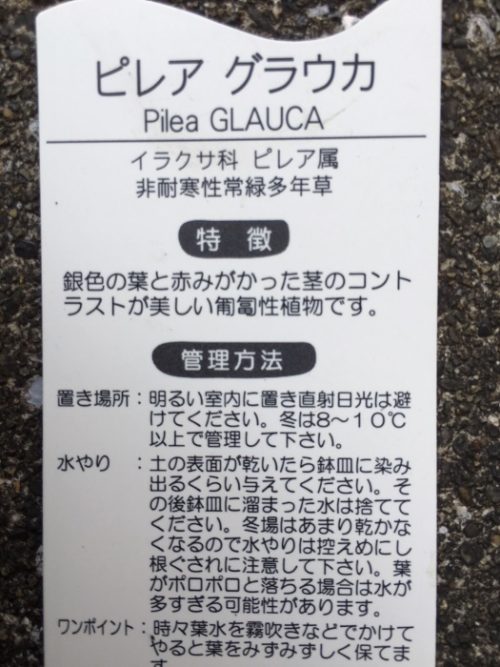 ピレア グラウカ
Pilea GLAUCA
イラクサ科 ピレア属
非耐寒性常緑多年草
特 徴
銀色の葉と赤みがかった茎のコント
ラストが美しい匍匐性植物です。
管理方法
置き場所：明るい室内に置き直射日光は避
けてください。冬は8～10℃
以上で管理して下さい。
水やり ：土の表面が乾いたら鉢皿に染み
出るくらい与えてください。そ
の後鉢皿に溜まった水は捨てて
ください。冬場はあまり乾かな
くなるので水やりは控えめにし
根ぐされに注意して下さい。葉
がポロポロと落ちる場合は水が
多すぎる可能性があります。
ワンポイント：時々葉水を霧吹きなどでかけて
やると葉をみずみずしく保てま
す